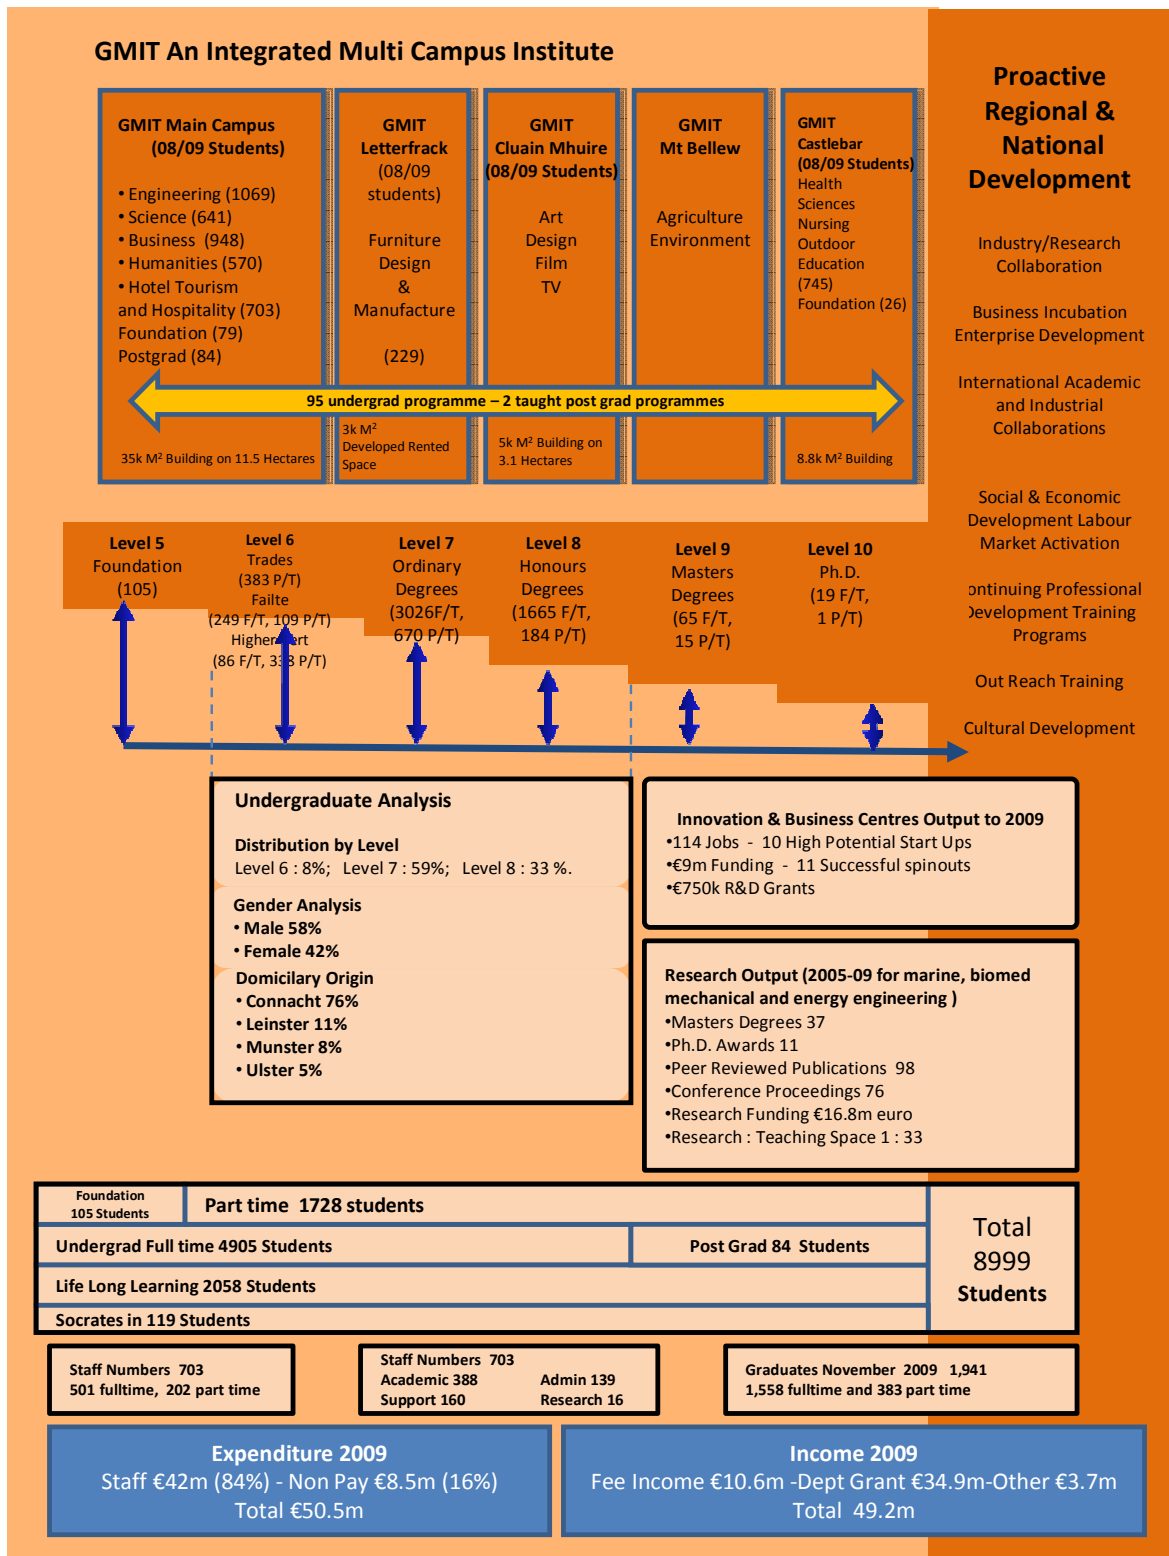 GMIT An Integrated Multi Campus Institute
GMIT Main Campus
(08/09 Students)
• Engineering (1069)
• Science (641)
• Business (948)
• Humanities (570)
• Hotel Tourism
and Hospitality (703)
Foundation (79)
Postgrad (84)
35k M² Building on 11.5 Hectares
GMIT
Letterfrack
(08/09
students)
Furniture
Design
&
Manufacture
(229)
3k M²
Developed Rented
Space
GMIT
Cluain Mhuire
(08/09 Students)
Art
Design
Film
TV
5k M² Building on
3.1 Hectares
GMIT
Mt Bellew
Agriculture
Environment
GMIT
Castlebar
(08/09 Students)
Health
Sciences
Nursing
Outdoor
Education
(745)
Foundation (26)
8.8k M² Building
95 undergrad programme – 2 taught post grad programmes
Proactive
Regional &
National
Development
Industry/Research
Collaboration
Business Incubation
Enterprise Development
International Academic
and Industrial
Collaborations
Social & Economic
Development Labour
Market Activation
ontinuing Professional
Development Training
Programs
Out Reach Training
Cultural Development
Level 5
Foundation
(105)
Level 6
Trades
(383 P/T)
Failte
(249 F/T, 109 P/T)
Higher ert
(86 F/T, 338 P/T)
Level 7
Ordinary
Degrees
(3026F/T,
670 P/T)
Level 8
Honours
Degrees
(1665 F/T,
184 P/T)
Level 9
Masters
Degrees
(65 F/T,
15 P/T)
Level 10
Ph.D.
(19 F/T,
1 P/T)
Undergraduate Analysis
Distribution by Level
Level 6 : 8%; Level 7 : 59%; Level 8 : 33 %.
Gender Analysis
• Male 58%
• Female 42%
Domicilary Origin
• Connacht 76%
• Leinster 11%
• Munster 8%
• Ulster 5%
Innovation & Business Centres Output to 2009
•114 Jobs - 10 High Potential Start Ups
•€9m Funding - 11 Successful spinouts
•€750k R&D Grants
Research Output (2005-09 for marine, biomed
mechanical and energy engineering )
•Masters Degrees 37
•Ph.D. Awards 11
•Peer Reviewed Publications 98
•Conference Proceedings 76
•Research Funding €16.8m euro
•Research : Teaching Space 1 : 33
Foundation
105 Students
Part time 1728 students
Undergrad Full time 4905 Students
Post Grad 84 Students
Life Long Learning 2058 Students
Socrates in 119 Students
Total
8999
Students
Staff Numbers 703
501 fulltime, 202 part time
Staff Numbers 703
Academic 388 Admin 139
Support 160 Research 16
Graduates November 2009 1,941
1,558 fulltime and 383 part time
Expenditure 2009
Staff €42m (84%) - Non Pay €8.5m (16%)
Total €50.5m
Income 2009
Fee Income €10.6m -Dept Grant €34.9m-Other €3.7m
Total 49.2m